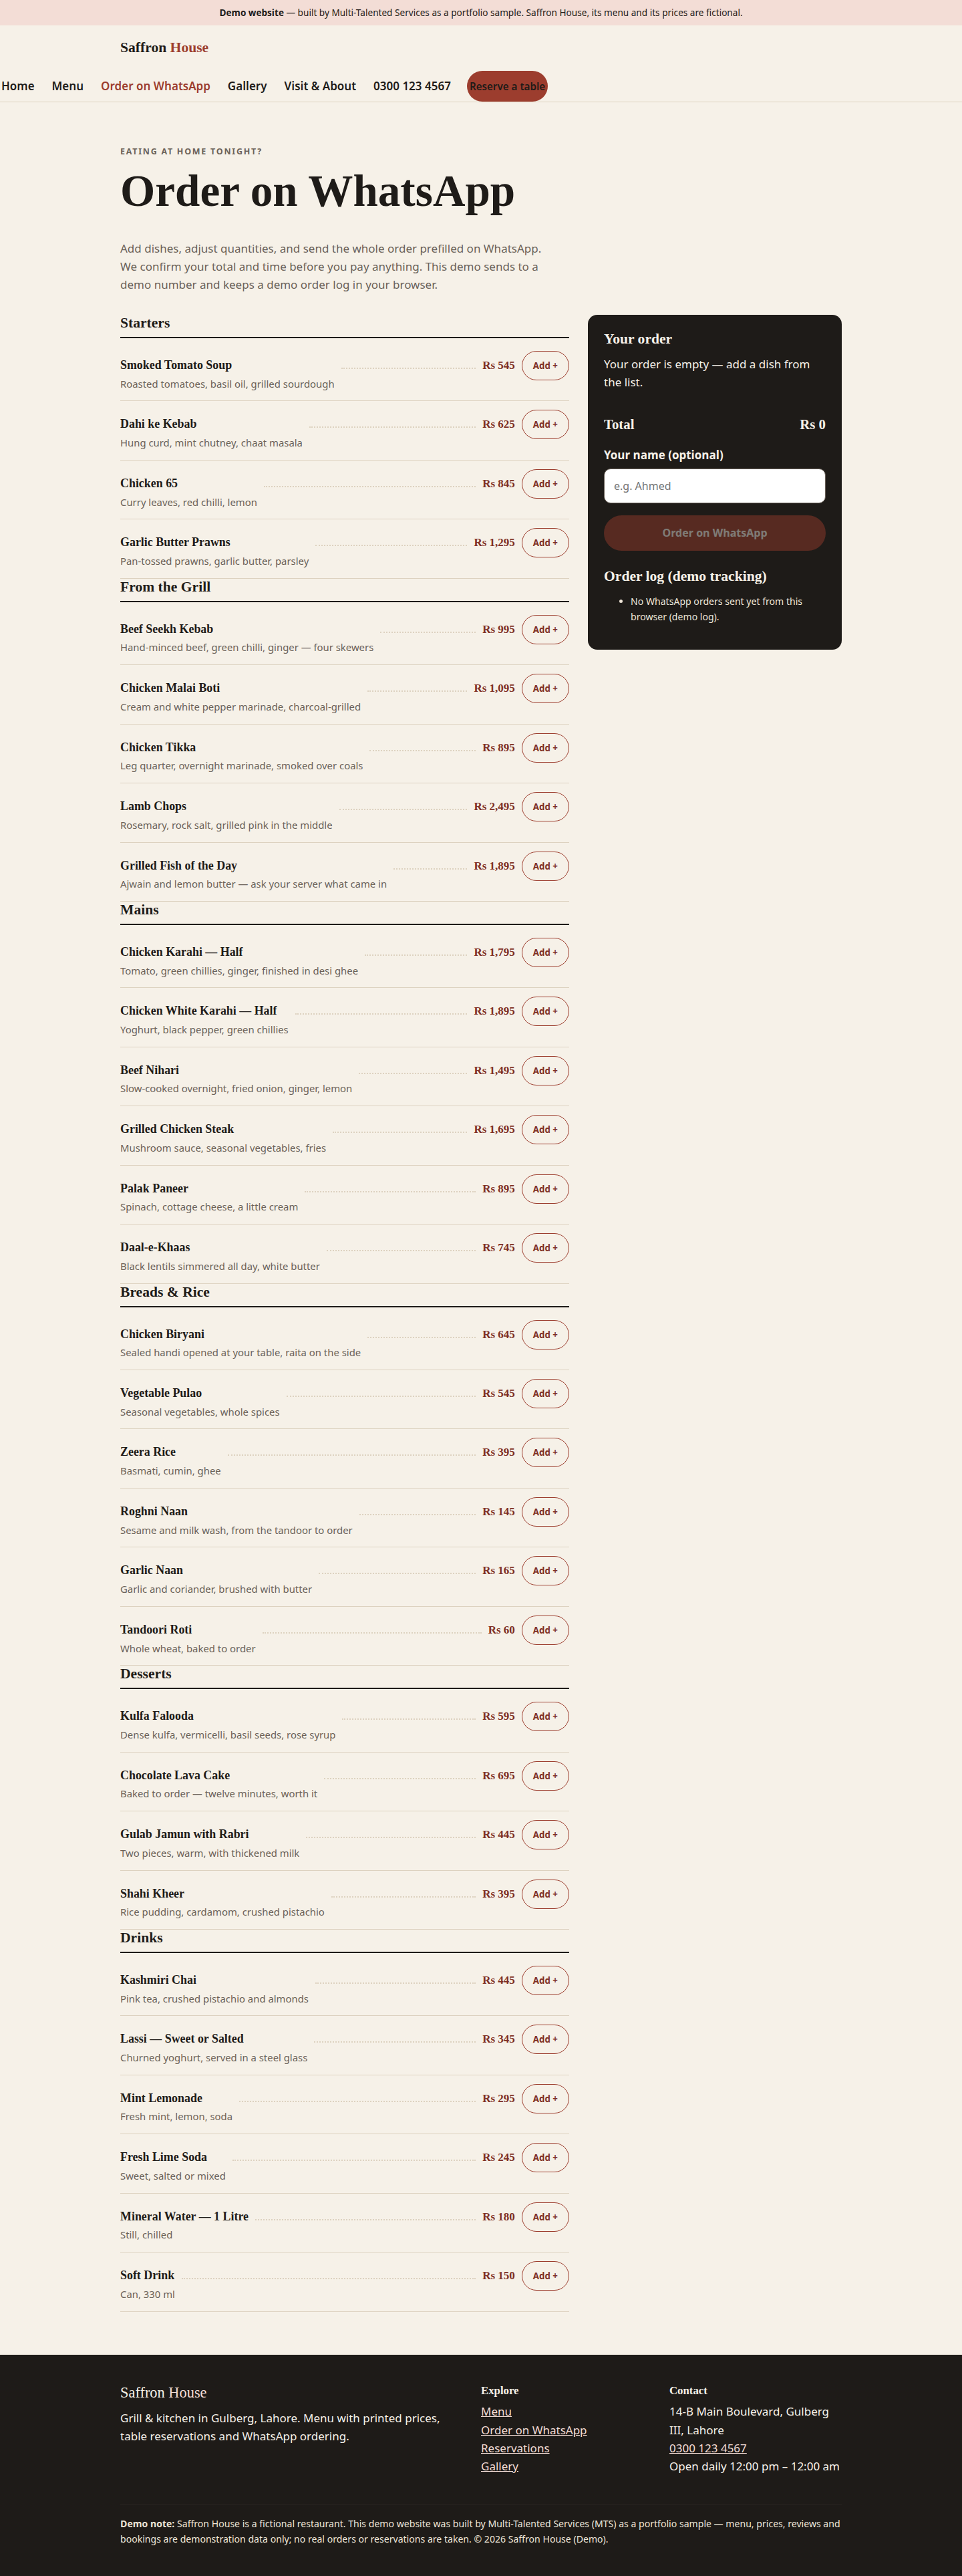 Demo website — built by Multi-Talented Services as a portfolio sample. Saffron House, its menu and its prices are fictional.
Saffron House
Home Menu Order on WhatsApp Gallery Visit & About 0300 123 4567 Reserve a table
EATING AT HOME TONIGHT?
Order on WhatsApp
Add dishes, adjust quantities, and send the whole order prefilled on WhatsApp.
We confirm your total and time before you pay anything. This demo sends to a
demo number and keeps a demo order log in your browser.
Starters
Smoked Tomato Soup Rs 545 Add +
Roasted tomatoes, basil oil, grilled sourdough
Dahi ke Kebab Rs 625 Add +
Hung curd, mint chutney, chaat masala
Chicken 65 Rs 845 Add +
Curry leaves, red chilli, lemon
Garlic Butter Prawns Rs 1,295 Add +
Pan-tossed prawns, garlic butter, parsley
From the Grill
Beef Seekh Kebab Rs 995 Add +
Hand-minced beef, green chilli, ginger — four skewers
Chicken Malai Boti Rs 1,095 Add +
Cream and white pepper marinade, charcoal-grilled
Chicken Tikka Rs 895 Add +
Leg quarter, overnight marinade, smoked over coals
Lamb Chops Rs 2,495 Add +
Rosemary, rock salt, grilled pink in the middle
Grilled Fish of the Day Rs 1,895 Add +
Ajwain and lemon butter — ask your server what came in
Mains
Chicken Karahi — Half Rs 1,795 Add +
Tomato, green chillies, ginger, finished in desi ghee
Chicken White Karahi — Half Rs 1,895 Add +
Yoghurt, black pepper, green chillies
Beef Nihari Rs 1,495 Add +
Slow-cooked overnight, fried onion, ginger, lemon
Grilled Chicken Steak Rs 1,695 Add +
Mushroom sauce, seasonal vegetables, fries
Palak Paneer Rs 895 Add +
Spinach, cottage cheese, a little cream
Daal-e-Khaas Rs 745 Add +
Black lentils simmered all day, white butter
Breads & Rice
Chicken Biryani Rs 645 Add +
Sealed handi opened at your table, raita on the side
Vegetable Pulao Rs 545 Add +
Seasonal vegetables, whole spices
Zeera Rice Rs 395 Add +
Basmati, cumin, ghee
Roghni Naan Rs 145 Add +
Sesame and milk wash, from the tandoor to order
Garlic Naan Rs 165 Add +
Garlic and coriander, brushed with butter
Tandoori Roti Rs 60 Add +
Whole wheat, baked to order
Desserts
Kulfa Falooda Rs 595 Add +
Dense kulfa, vermicelli, basil seeds, rose syrup
Chocolate Lava Cake Rs 695 Add +
Baked to order — twelve minutes, worth it
Gulab Jamun with Rabri Rs 445 Add +
Two pieces, warm, with thickened milk
Shahi Kheer Rs 395 Add +
Rice pudding, cardamom, crushed pistachio
Drinks
Kashmiri Chai Rs 445 Add +
Pink tea, crushed pistachio and almonds
Lassi — Sweet or Salted Rs 345 Add +
Churned yoghurt, served in a steel glass
Mint Lemonade Rs 295 Add +
Fresh mint, lemon, soda
Fresh Lime Soda Rs 245 Add +
Sweet, salted or mixed
Mineral Water — 1 Litre Rs 180 Add +
Still, chilled
Soft Drink Rs 150 Add +
Can, 330 ml
Your order
Your order is empty — add a dish from
the list.
Total Rs 0
Your name (optional)
e.g. Ahmed
Order on WhatsApp
Order log (demo tracking)
No WhatsApp orders sent yet from this
browser (demo log).
Saffron House
Grill & kitchen in Gulberg, Lahore. Menu with printed prices,
table reservations and WhatsApp ordering.
Explore
Menu
Order on WhatsApp
Reservations
Gallery
Contact
14-B Main Boulevard, Gulberg
III, Lahore
0300 123 4567
Open daily 12:00 pm – 12:00 am
Demo note: Saffron House is a fictional restaurant. This demo website was built by Multi-Talented Services (MTS) as a portfolio sample — menu, prices, reviews and
bookings are demonstration data only; no real orders or reservations are taken. © 2026 Saffron House (Demo).